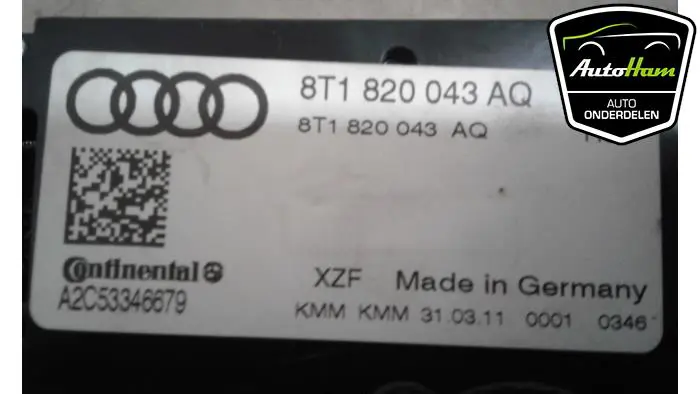 8T1 820 043 AQ
8T1 820 043 AQ
Continental
A2C53346679
XZF Made in Germany
KMM KMM 31.03.11 0001 0346
AutoHam
AUTO
ONDERDELEN